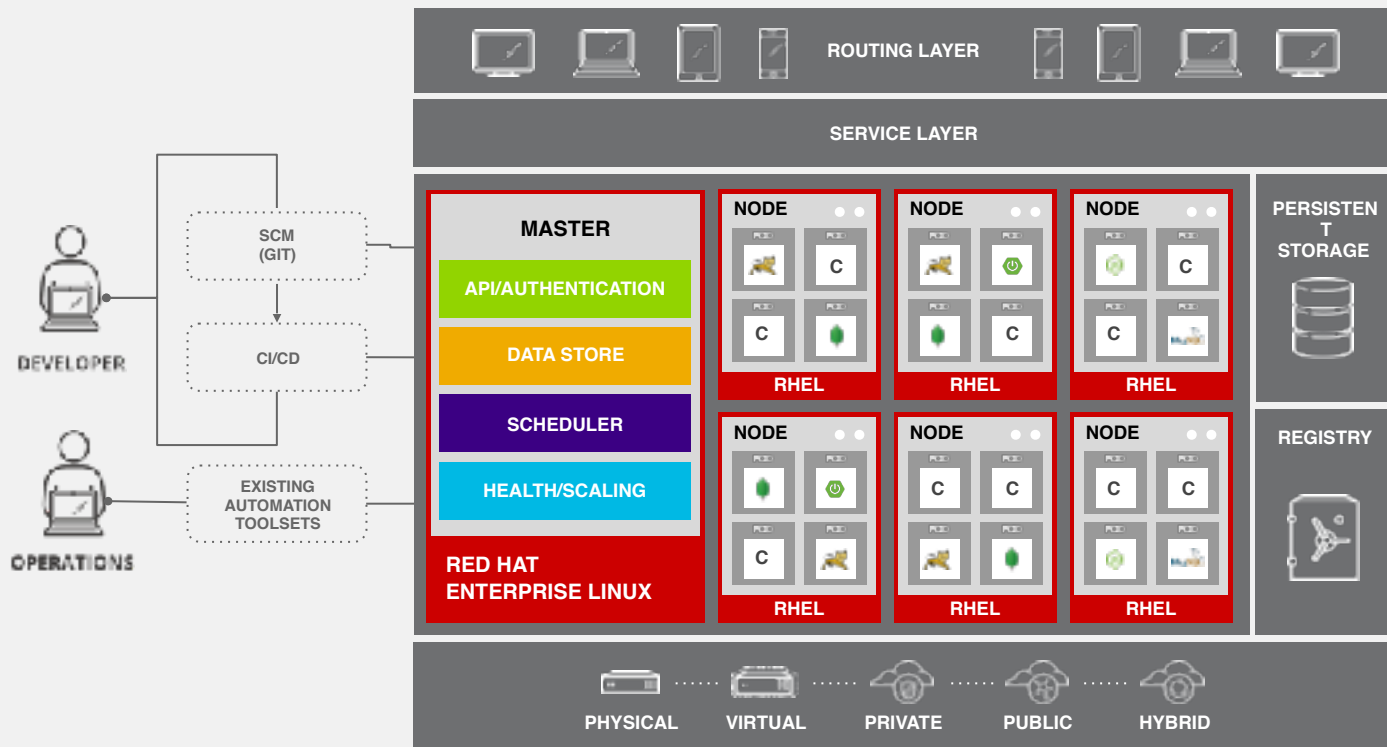 ROUTING LAYER
SERVICE LAYER
DEVELOPER
OPERATIONS
SCM
(GIT)
CI/CD
EXISTING
AUTOMATION
TOOLSETS
MASTER
API/AUTHENTICATION
DATA STORE
SCHEDULER
HEALTH/SCALING
RED HAT
ENTERPRISE LINUX
NODE
C
C
RHEL
NODE
C
RHEL
NODE
C
C
RHEL
NODE
C
RHEL
NODE
C
C
RHEL
NODE
C
C
RHEL
PERSISTEN
T
STORAGE
REGISTRY
PHYSICAL
VIRTUAL
PRIVATE
PUBLIC
HYBRID